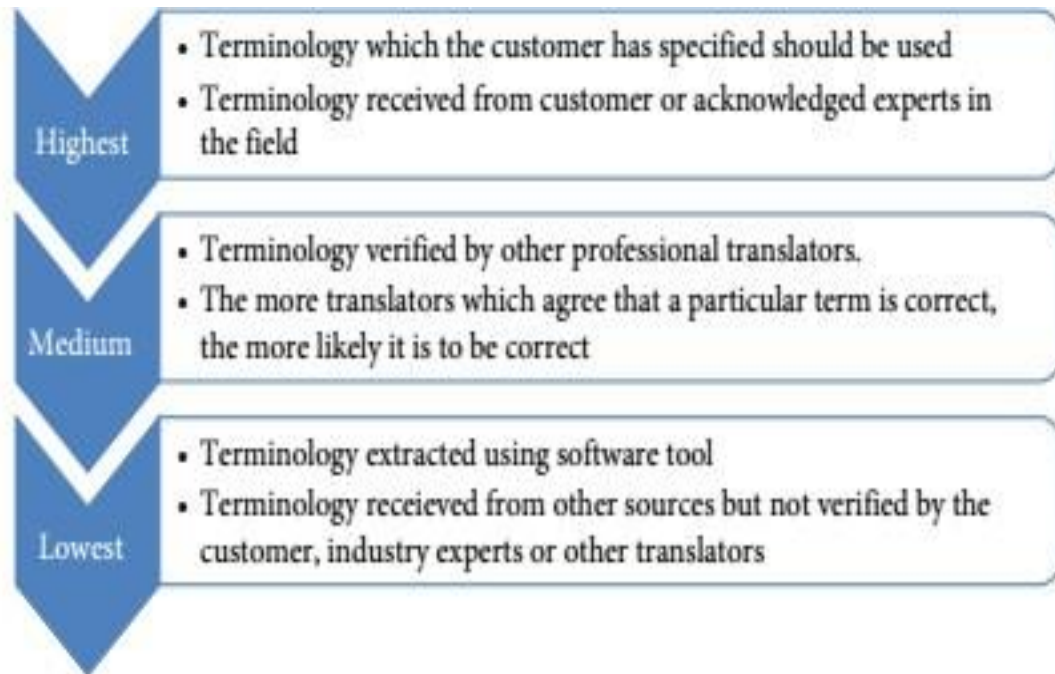 • Terminology which the customer has specified should be used
• Terminology received from customer or acknowledged experts in
the field
Highest
• Terminology verified by other professional translators.
• The more translators which agree that a particular term is correct,
the more likely it is to be correct
Medium
• Terminology extracted using software tool
• Terminology receieved from other sources but not verified by the
customer, industry experts or other translators
Lowest